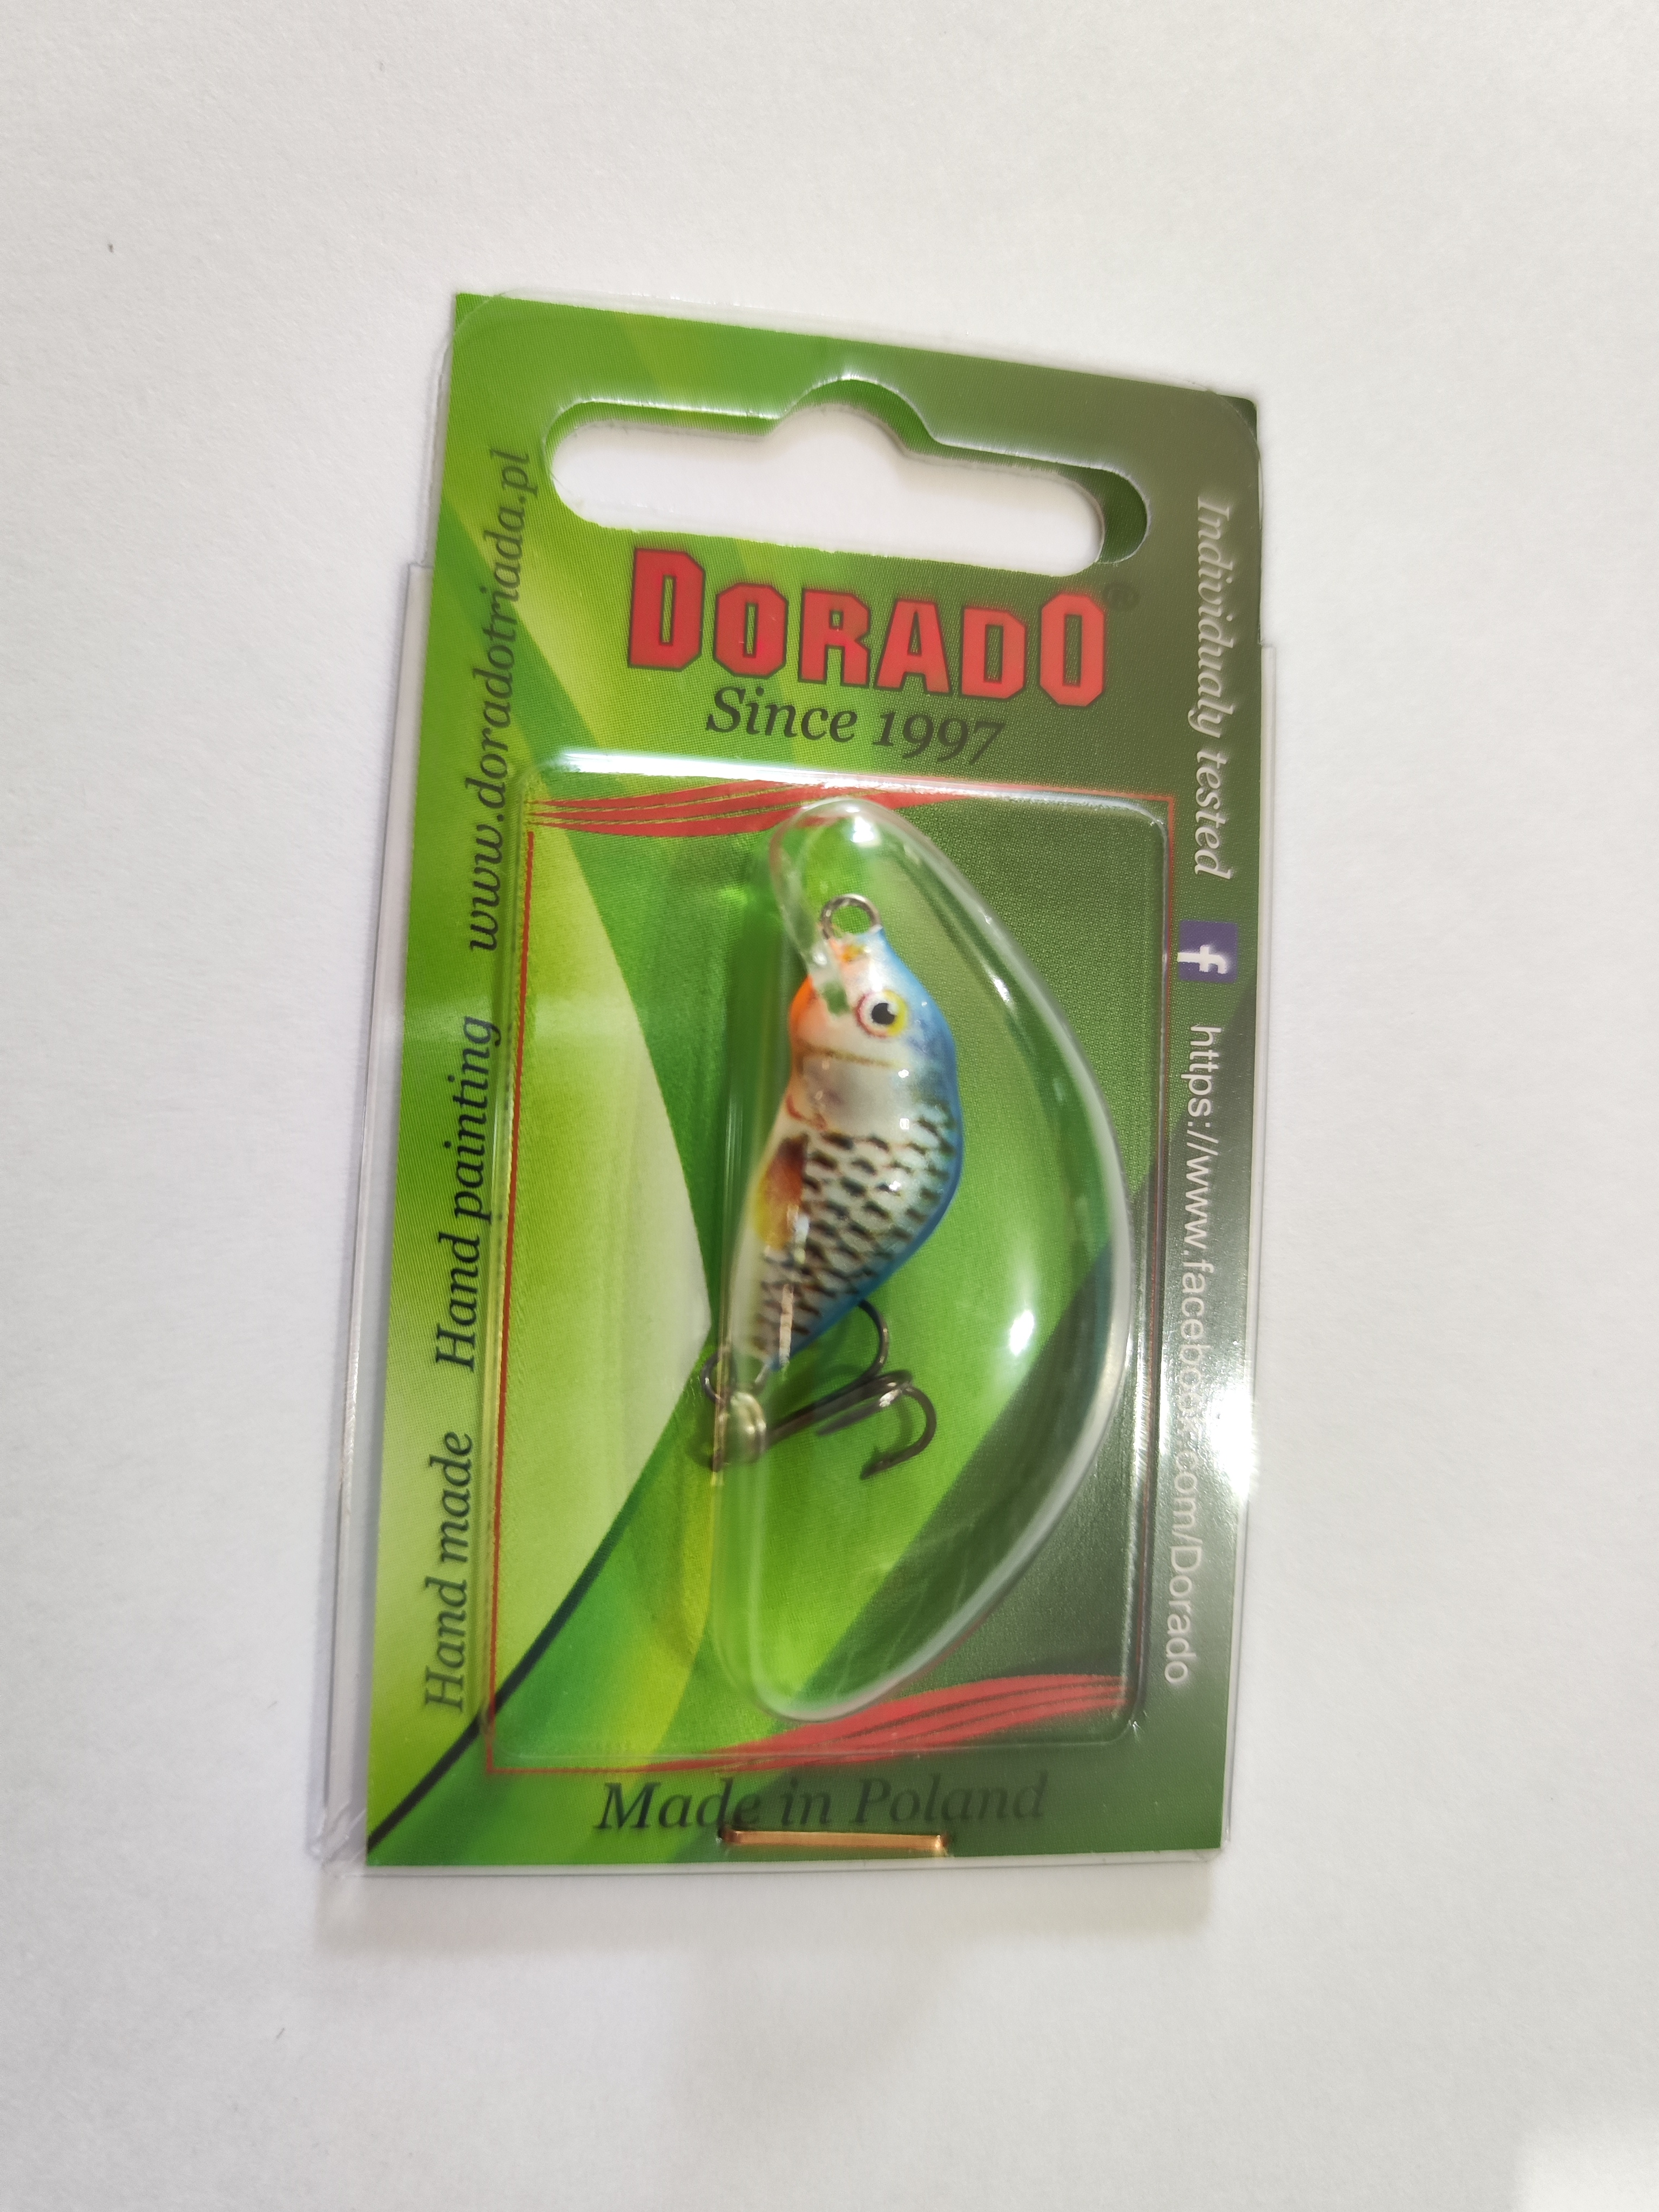 DORADO®
Since 1997
Hand made Hand painting www.doradotriada.pl
Individualy tested f https://www.facebook.com/Dorado
Made in Poland